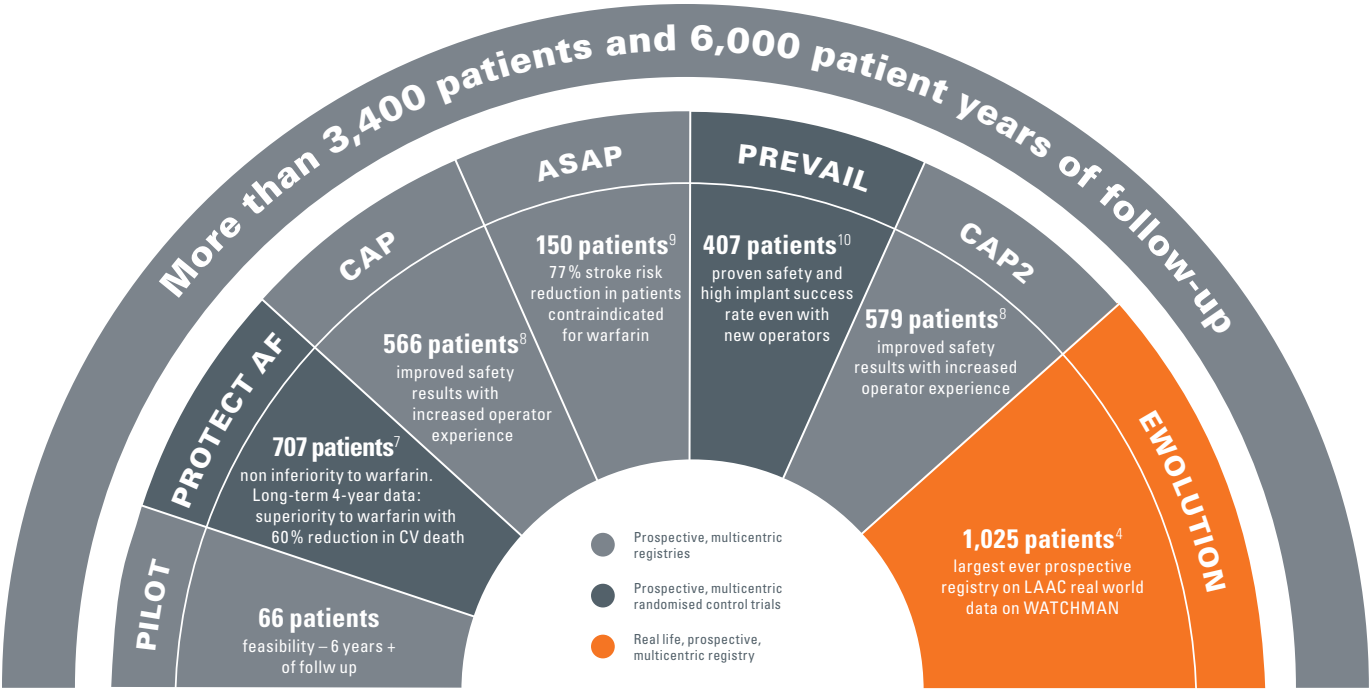 More than 3,400 patients and 6,000 patient years of follow-up
PILOT
66 patients
feasibility – 6 years +
of follw up
PROTECT AF
707 patients7
non inferiority to warfarin.
Long-term 4-year data:
superiority to warfarin with
60% reduction in CV death
CAP
566 patients8
improved safety
results with
increased operator
experience
ASAP
150 patients9
77% stroke risk
reduction in patients
contraindicated
for warfarin
PREVAIL
407 patients10
proven safety and
high implant success
rate even with
new operators
CAP2
579 patients8
improved safety
results with increased
operator experience
EWOLUTION
1,025 patients4
largest ever prospective
registry on LAAC real world
data on WATCHMAN
Prospective, multicentric
registries
Prospective, multicentric
randomised control trials
Real life, prospective,
multicentric registry